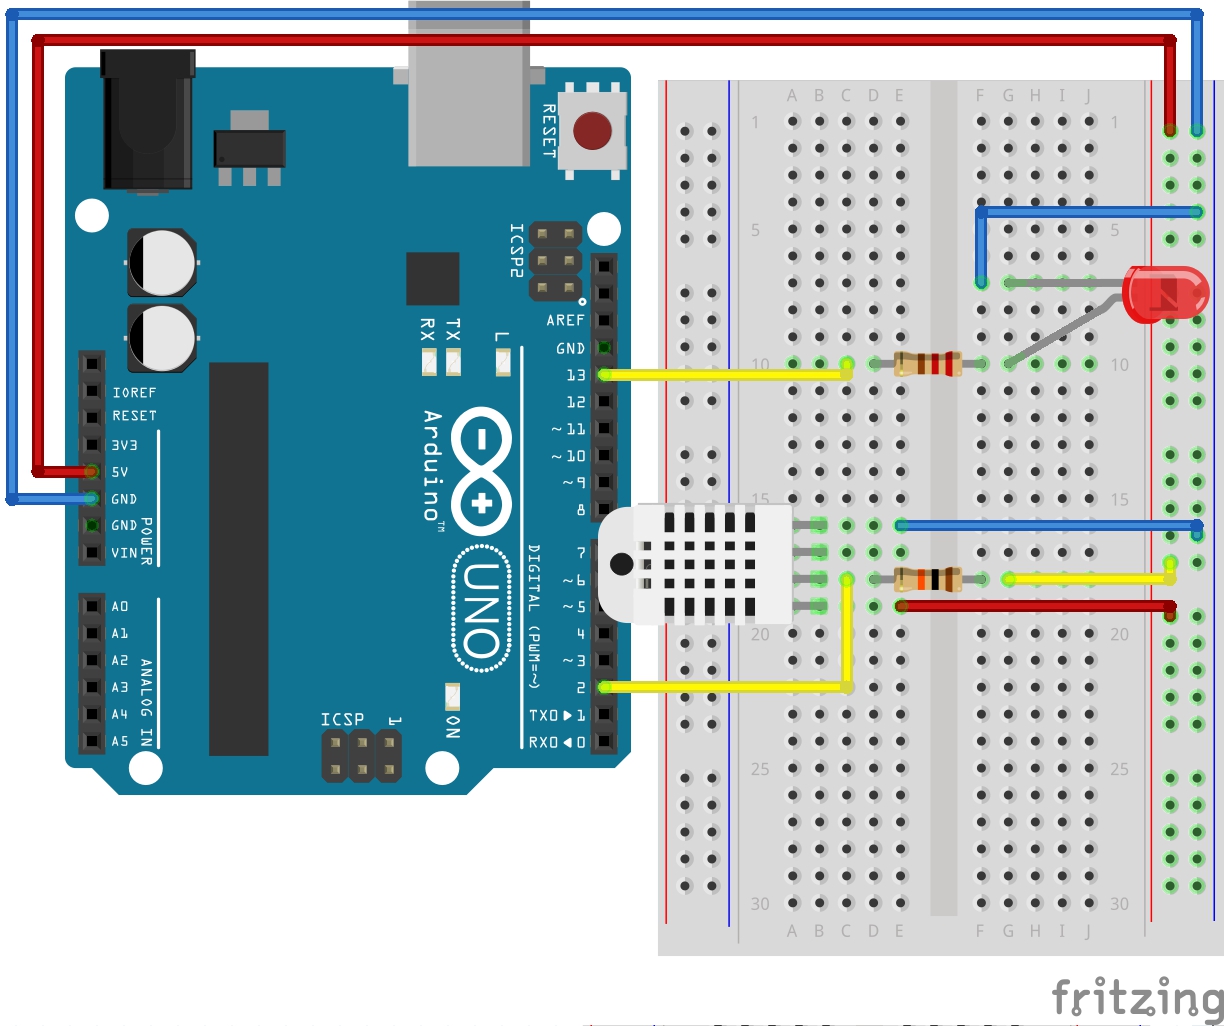 RESET
ICSP2
AREF
GND
13
12
~11
~10
~9
8
7
~6
~5
4
~3
2
TX0▶1
RX0◀0
DIGITAL (PWM=~)
RX
TX
L
Arduino™
UNO
IOREF
RESET
3V3
5V
GND
GND
VIN
POWER
A0
A1
A2
A3
A4
A5
ANALOG IN
ICSP
1
ON
A B C D E F G H I J
1 1
5 5
10 10
15 15
20 20
25 25
30 30
A B C D E F G H I J
fritzing